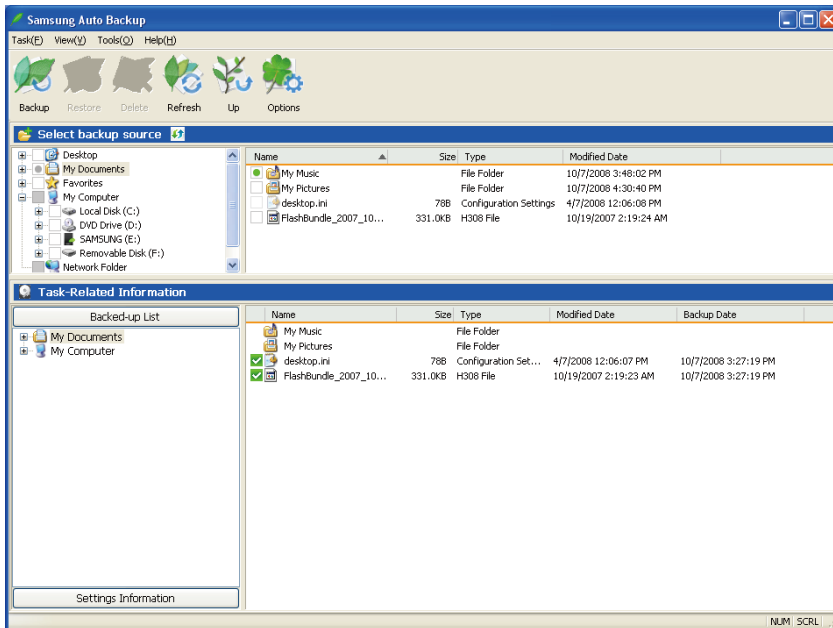 Samsung Auto Backup
Task(F) View(V) Tools(O) Help(H)
Backup Restore Delete Refresh Up Options
Select backup source
Desktop
My Documents
Favorites
My Computer
Local Disk (C:)
DVD Drive (D:)
SAMSUNG (E:)
Removable Disk (F:)
Network Folder
Name Size Type Modified Date
My Music File Folder 10/7/2008 3:48:02 PM
My Pictures File Folder 10/7/2008 4:30:40 PM
desktop.ini 78B Configuration Settings 4/7/2008 12:06:08 PM
FlashBundle_2007_10... 331.0KB H308 File 10/19/2007 2:19:24 AM
Task-Related Information
Backed-up List
My Documents
My Computer
Settings Information
Name Size Type Modified Date Backup Date
My Music File Folder
My Pictures File Folder
desktop.ini 78B Configuration Set... 4/7/2008 12:06:07 PM 10/7/2008 3:27:19 PM
FlashBundle_2007_10... 331.0KB H308 File 10/19/2007 2:19:23 AM 10/7/2008 3:27:19 PM
NUM SCRL